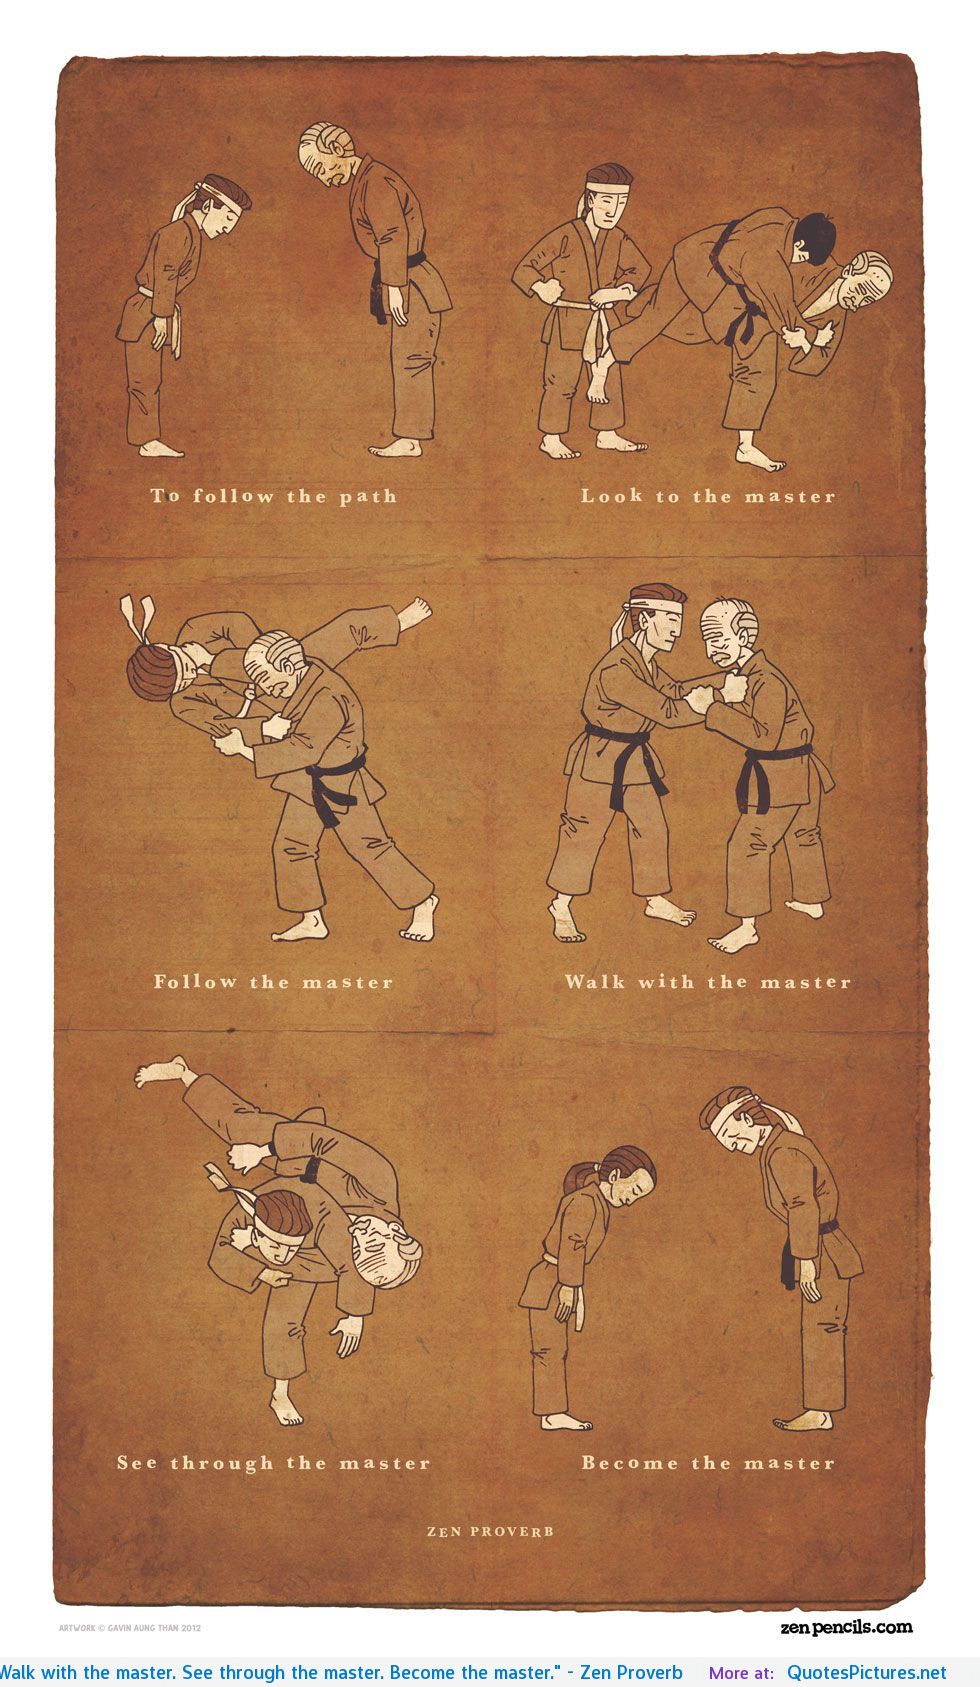 To follow the path
Look to the master
Follow the master
Walk with the master
See through the master
Become the master
ZEN PROVERB
ARTWORK © GAVIN AUNG THAN 2012
zenpencils.com
Walk with the master. See through the master. Become the master." - Zen Proverb More at: QuotesPictures.net